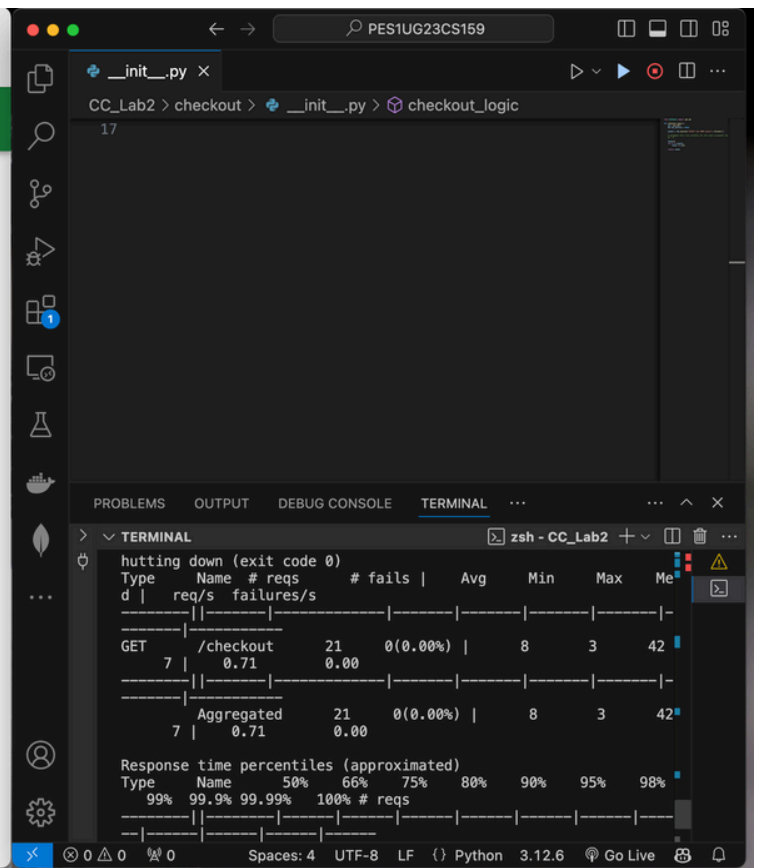 PES1UG23CS159
__init__.py
CC_Lab2 > checkout > __init__.py > checkout_logic
17
1
PROBLEMS OUTPUT DEBUG CONSOLE TERMINAL ...
TERMINAL zsh - CC_Lab2
hutting down (exit code 0)
Type Name # reqs # fails | Avg Min Max Me
d | req/s failures/s
--------||-------|-------------|-------|-------|-------|-
-------|-----------
GET /checkout 21 0(0.00%) | 8 3 42
7 | 0.71 0.00
--------||-------|-------------|-------|-------|-------|-
-------|-----------
Aggregated 21 0(0.00%) | 8 3 42
7 | 0.71 0.00
Response time percentiles (approximated)
Type Name 50% 66% 75% 80% 90% 95% 98%
99% 99.9% 99.99% 100% # reqs
--------||-------|--------|------|------|------|------|----
--|------|------|------|------
0 0 0 Spaces: 4 UTF-8 LF {} Python 3.12.6 Go Live